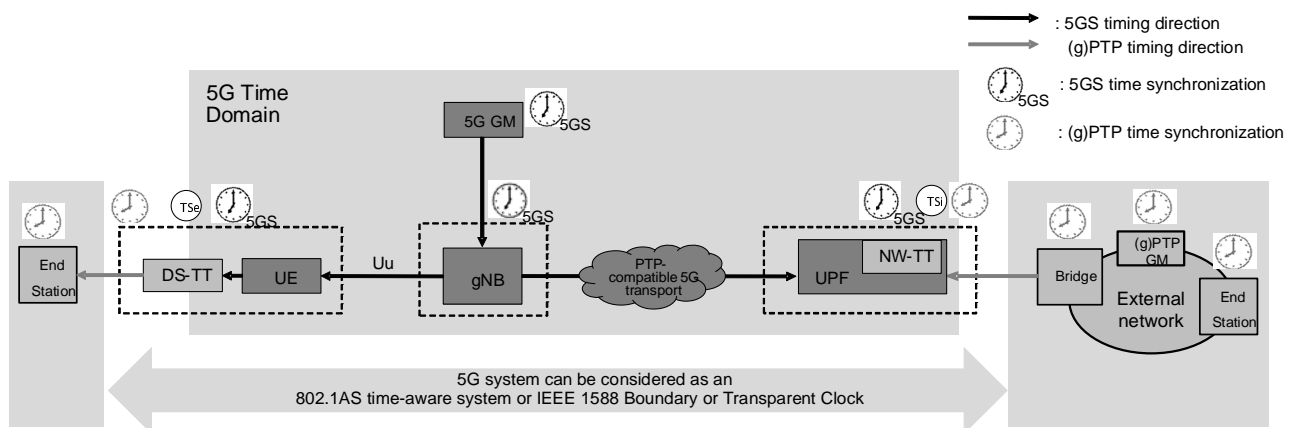 : 5GS timing direction
(g)PTP timing direction
5GS
: 5GS time synchronization
: (g)PTP time synchronization
5G Time
Domain
5G GM
5GS
5GS
TSe
5GS
5GS
TSi
End
Station
DS-TT
UE
Uu
gNB
PTP-
compatible 5G
transport
UPF
NW-TT
Bridge
(g)PTP
GM
External
network
End
Station
5G system can be considered as an
802.1AS time-aware system or IEEE 1588 Boundary or Transparent Clock